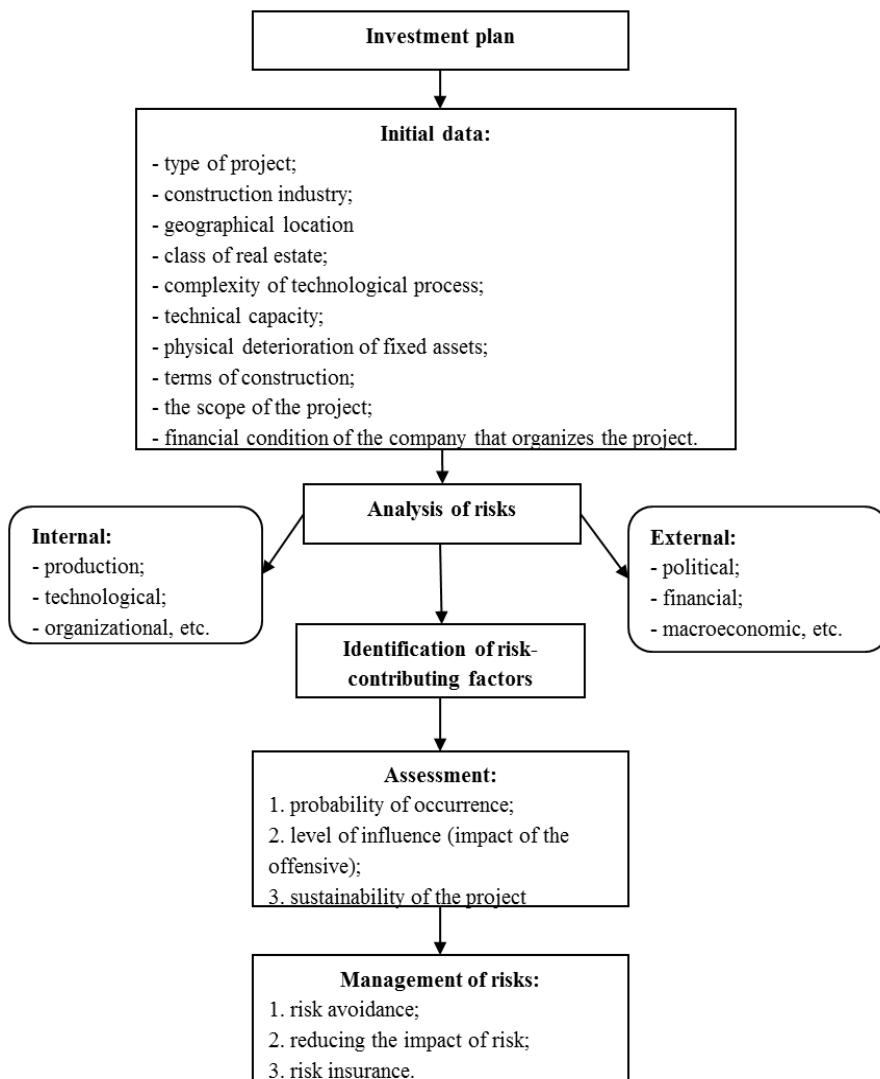 Investment plan
Initial data:
- type of project;
- construction industry;
- geographical location
- class of real estate;
- complexity of technological process;
- technical capacity;
- physical deterioration of fixed assets;
- terms of construction;
- the scope of the project;
- financial condition of the company that organizes the project.
Analysis of risks
Internal:
- production;
- technological;
- organizational, etc.
External:
- political;
- financial;
- macroeconomic, etc.
Identification of risk-
contributing factors
Assessment:
1. probability of occurrence;
2. level of influence (impact of the
offensive);
3. sustainability of the project
Management of risks:
1. risk avoidance;
2. reducing the impact of risk;
3. risk insurance.